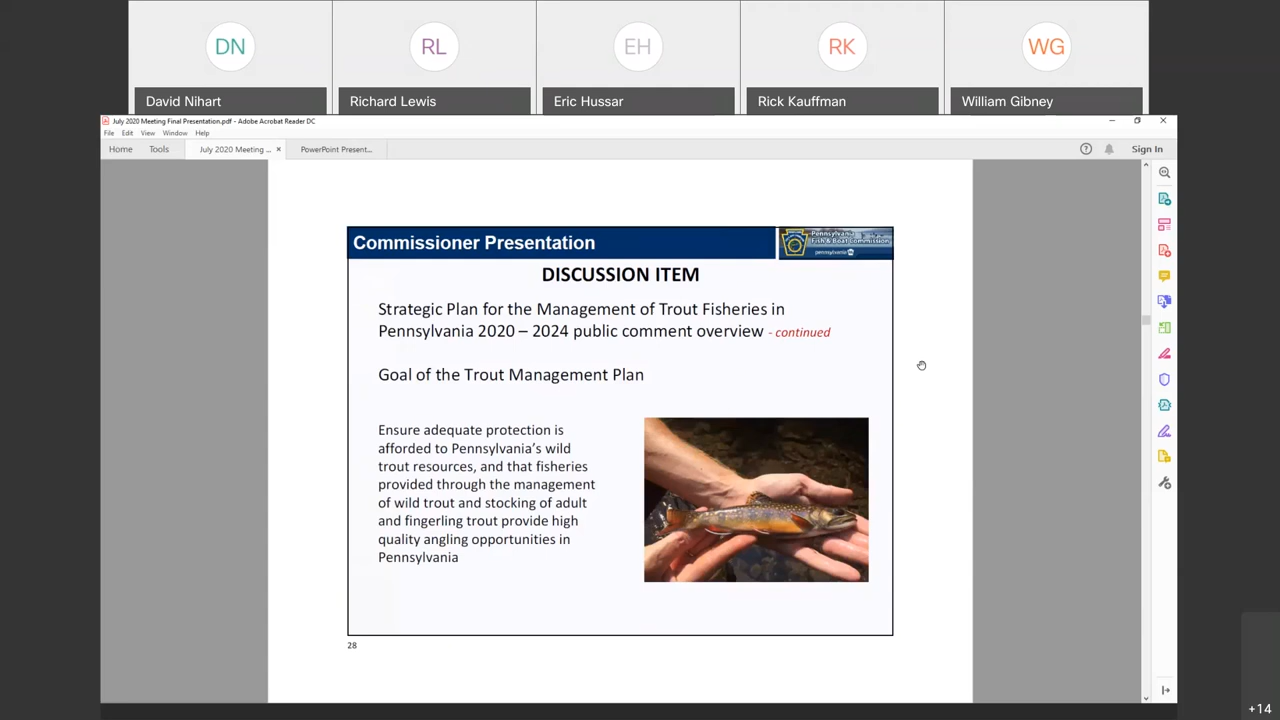 DN
RL
EH
RK
WG
David Nihart
Richard Lewis
Eric Hussar
Rick Kauffman
William Gibney
July 2020 Meeting Final Presentation.pdf - Adobe Acrobat Reader DC
File Edit View Window Help
Home Tools July 2020 Meeting ... × PowerPoint Present... Sign In
Commissioner Presentation
Pennsylvania
Fish & Boat Commission
pennsylvania
DISCUSSION ITEM
Strategic Plan for the Management of Trout Fisheries in
Pennsylvania 2020 – 2024 public comment overview - continued
Goal of the Trout Management Plan
Ensure adequate protection is
afforded to Pennsylvania's wild
trout resources, and that fisheries
provided through the management
of wild trout and stocking of adult
and fingerling trout provide high
quality angling opportunities in
Pennsylvania
28
+14